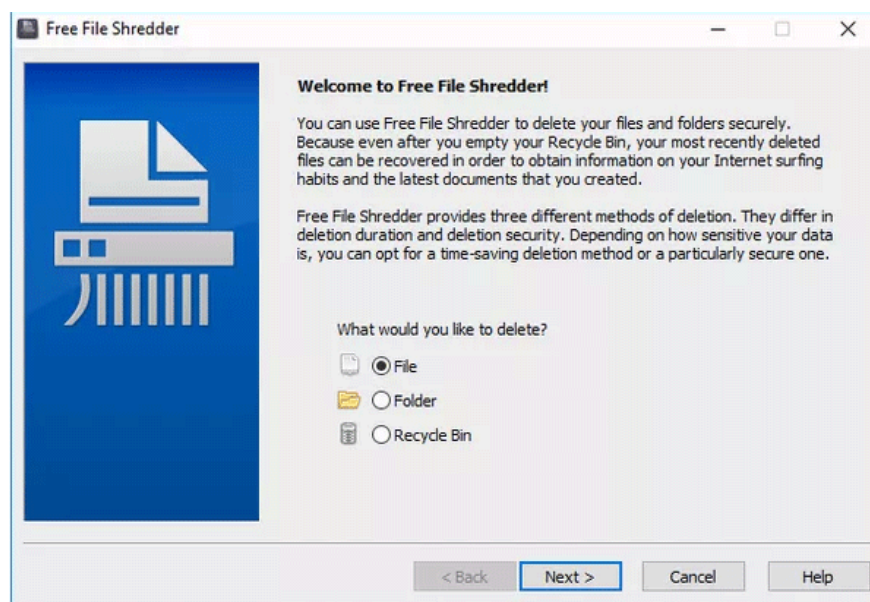 Free File Shredder
Welcome to Free File Shredder!
You can use Free File Shredder to delete your files and folders securely.
Because even after you empty your Recycle Bin, your most recently deleted
files can be recovered in order to obtain information on your Internet surfing
habits and the latest documents that you created.
Free File Shredder provides three different methods of deletion. They differ in
deletion duration and deletion security. Depending on how sensitive your data
is, you can opt for a time-saving deletion method or a particularly secure one.
What would you like to delete?
File
Folder
Recycle Bin
< Back Next > Cancel Help